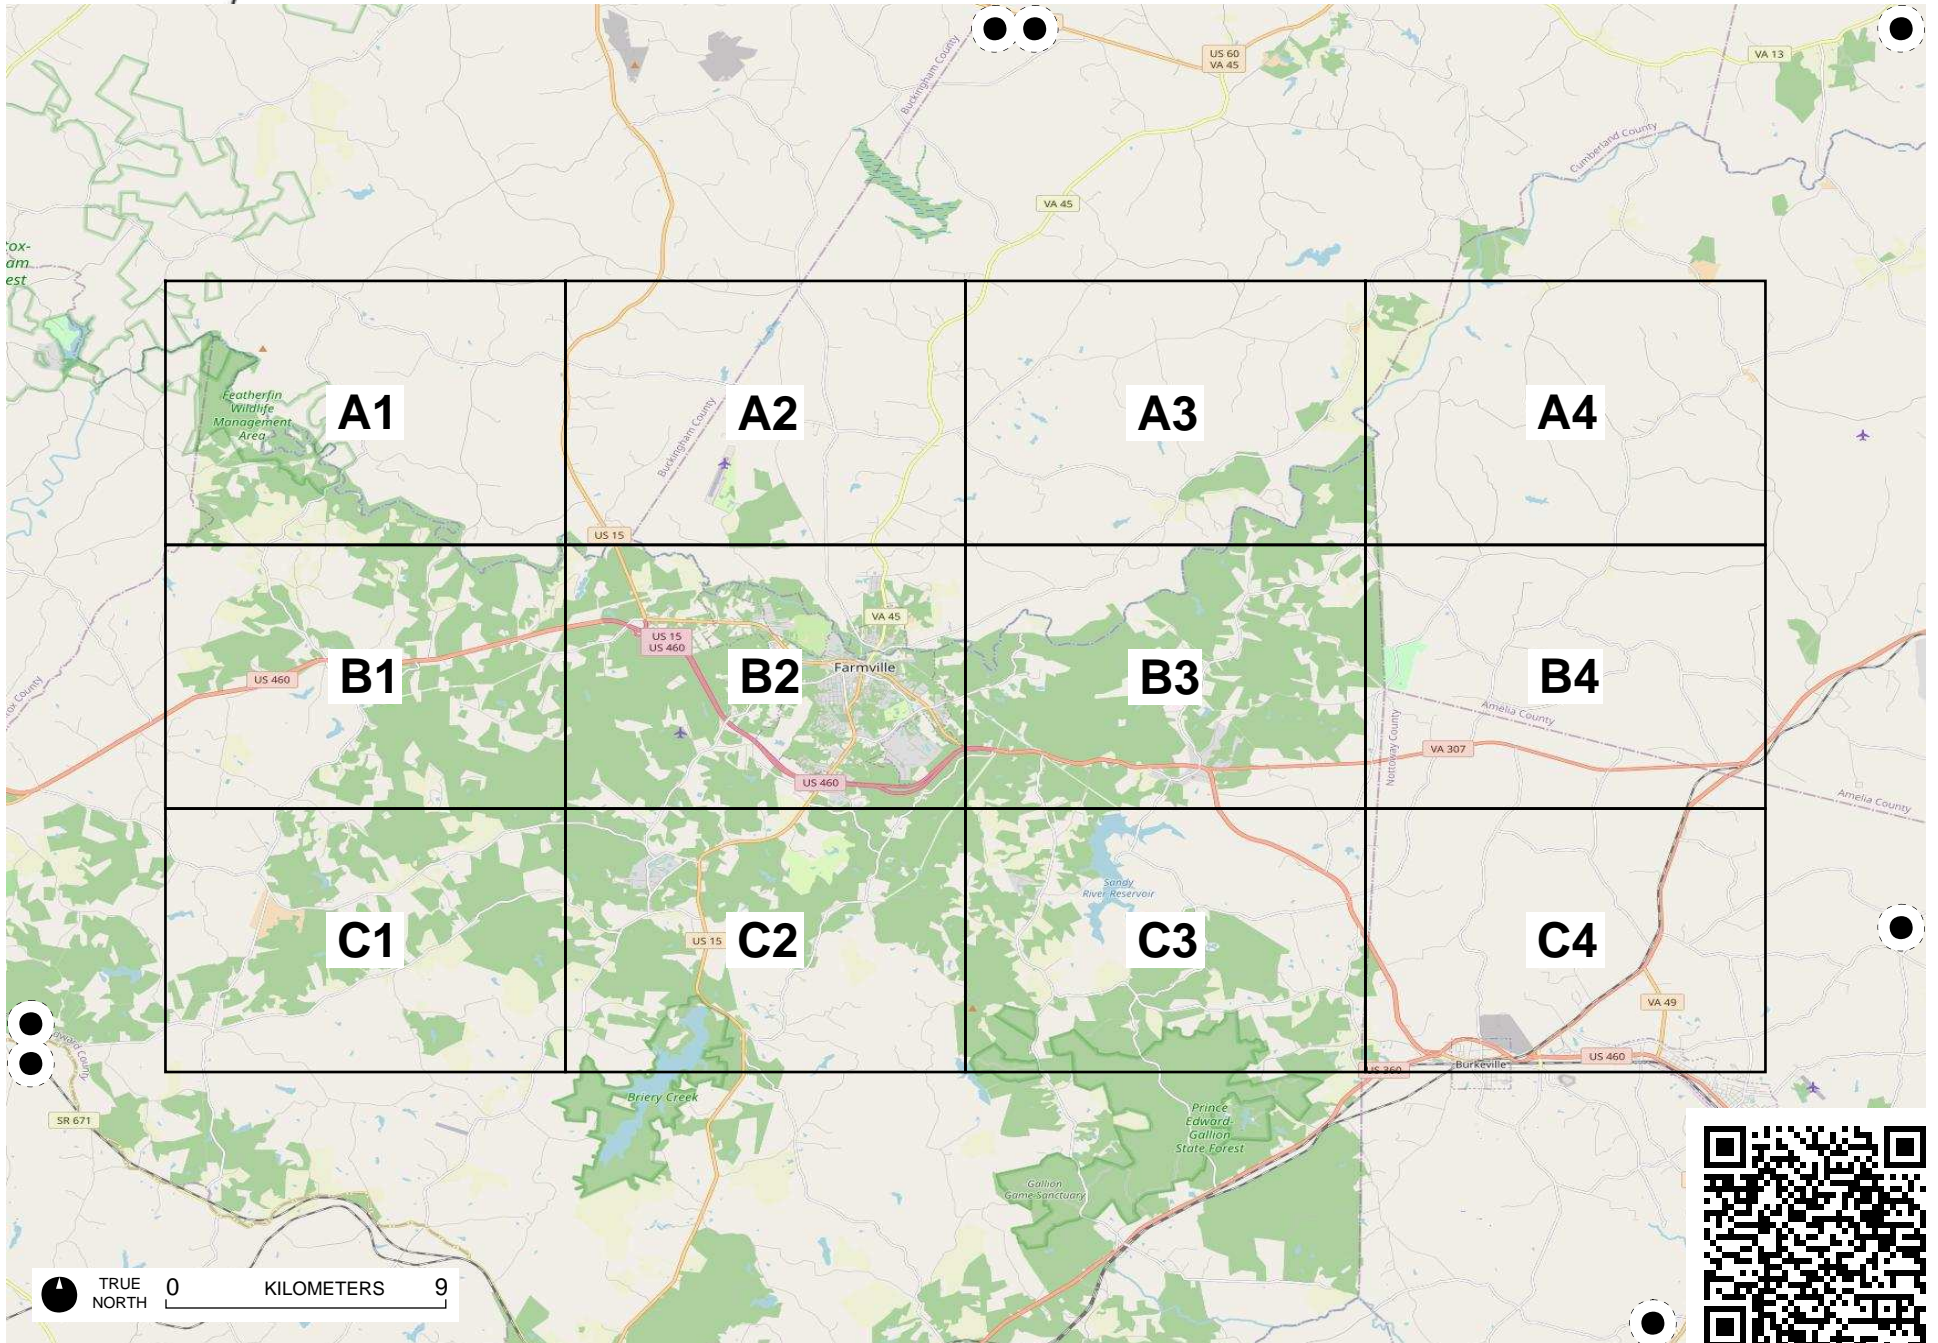 US 60
VA 45
VA 13
Buckingham County
Cumberland County
VA 45
A1
A2
A3
A4
Featherfin
Wildlife
Management
Area
Buckingham County
US 15
VA 45
US 15
US 460
Farmville
US 460
B1
B2
B3
B4
Amelia County
Nottoway County
VA 307
US 460
Amelia County
Sandy
River Reservoir
C1
US 15
C2
C3
C4
VA 49
US 460
US 360
Burkeville
SR 671
Briery Creek
Prince
Edward-
Gallion
State Forest
Gallion
Game Sanctuary
TRUE
NORTH
0
KILOMETERS
9